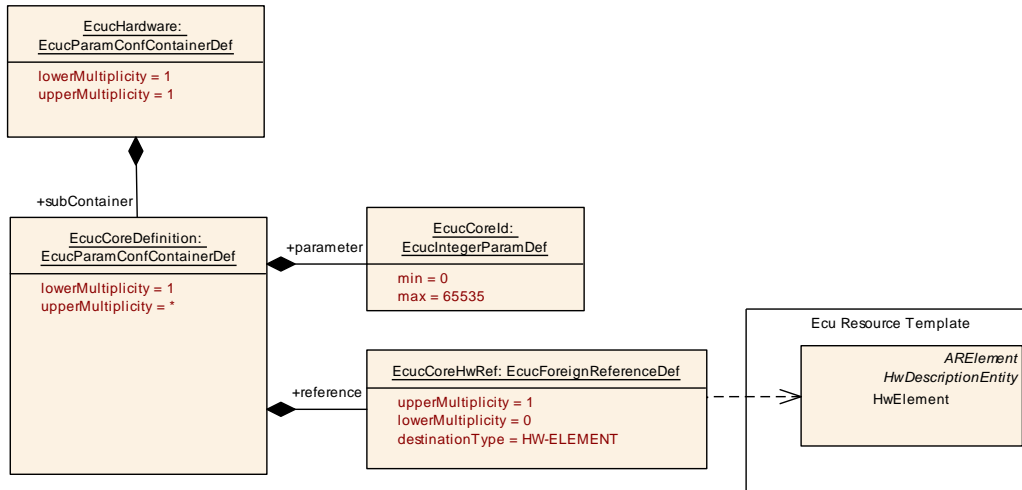 EcucHardware:
EcucParamConfContainerDef
lowerMultiplicity = 1
upperMultiplicity = 1
+subContainer
EcucCoreDefinition:
EcucParamConfContainerDef
lowerMultiplicity = 1
upperMultiplicity = *
+parameter
EcucCoreId:
EcucIntegerParamDef
min = 0
max = 65535
+reference
EcucCoreHwRef: EcucForeignReferenceDef
upperMultiplicity = 1
lowerMultiplicity = 0
destinationType = HW-ELEMENT
Ecu Resource Template
ARElement
HwDescriptionEntity
HwElement